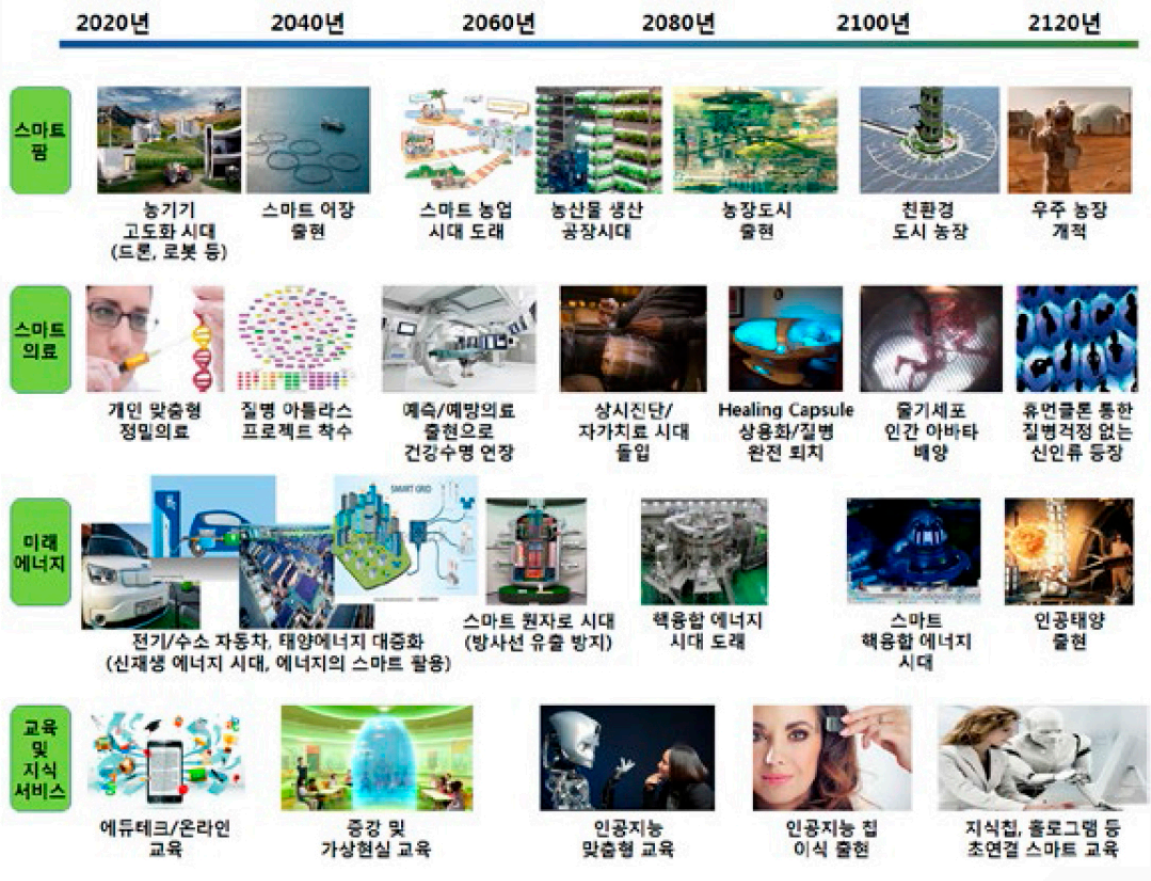 2020년 2040년 2060년 2080년 2100년 2120년
스마트
팜
농기기
고도화 시대
(드론, 로봇 등)
스마트 어장
출현
스마트 농업
시대 도래
농산물 생산
공장시대
농장도시
출현
친환경
도시 농장
우주 농장
개척
스마트
의료
개인 맞춤형
정밀의료
질병 아틀라스
프로젝트 착수
예측/예방의료
출현으로
건강수명 연장
상시진단/
자가치료 시대
돌입
Healing Capsule
상용화/질병
완전 퇴치
줄기세포
인간 아바타
배양
휴먼클론 통한
질병걱정 없는
신인류 등장
미래
에너지
SMART GRID
전기/수소 자동차, 태양에너지 대중화
(신재생 에너지 시대, 에너지의 스마트 활용)
스마트 원자로 시대
(방사선 유출 방지)
핵융합 에너지
시대 도래
스마트
핵융합 에너지
시대
인공태양
출현
교육
및
지식
서비스
에듀테크/온라인
교육
증강 및
가상현실 교육
인공지능
맞춤형 교육
인공지능 칩
이식 출현
지식칩, 홀로그램 등
초연결 스마트 교육